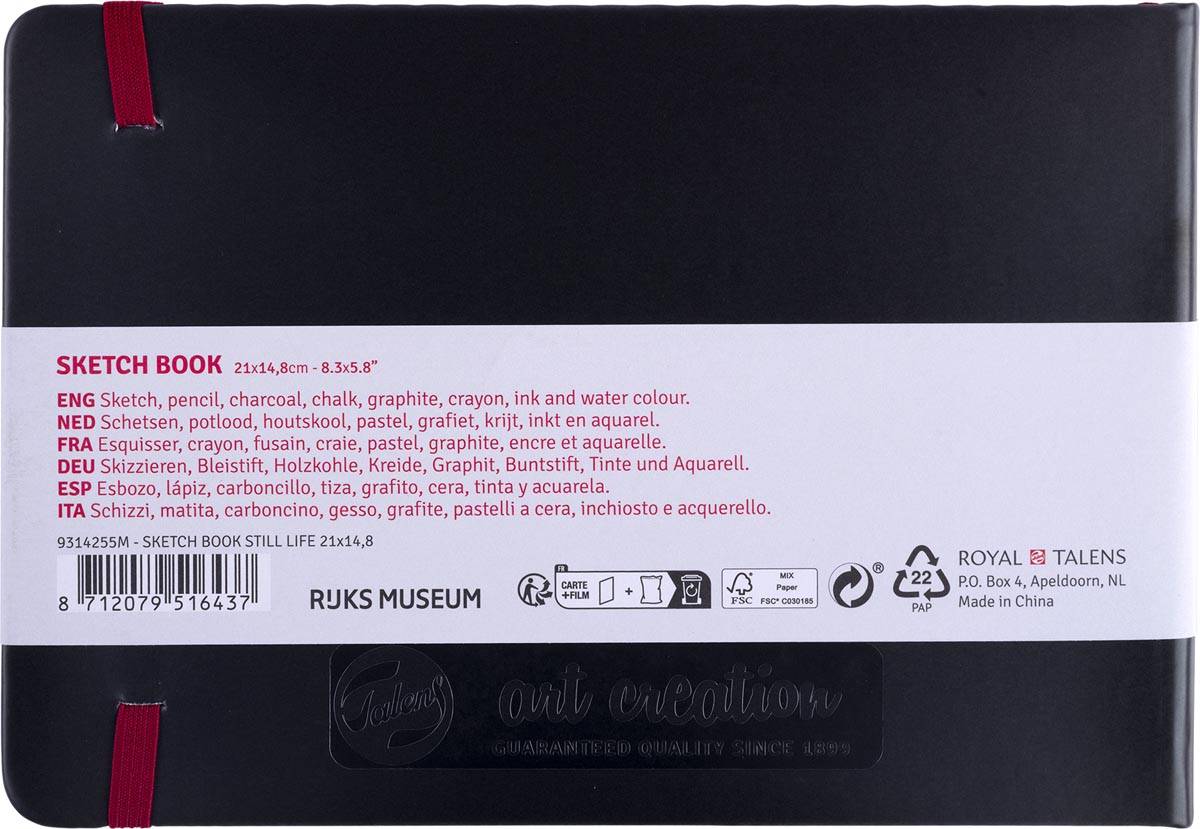 SKETCH BOOK 21x14,8cm - 8.3x5.8”
ENG Sketch, pencil, charcoal, chalk, graphite, crayon, ink and water colour.
NED Schetsen, potlood, houtskool, pastel, grafiet, krijt, inkt en aquarel.
FRA Esquisser, crayon, fusain, craie, pastel, graphite, encre et aquarelle.
DEU Skizzieren, Bleistift, Holzkohle, Kreide, Graphit, Buntstift, Tinte und Aquarell.
ESP Esbozo, lápiz, carboncillo, tiza, grafito, cera, tinta y acuarela.
ITA Schizzi, matita, carboncino, gesso, grafite, pastelli a cera, inchiosto e acquerello.
9314255M - SKETCH BOOK STILL LIFE 21x14,8
8 712079 516437
RIJKS MUSEUM
FR
CARTE
+FILM
+
FSC
MIX
Paper
FSC® C030185
®
22
PAP
ROYAL TALENS
P.O. Box 4, Apeldoorn, NL
Made in China
Talens
art creation
GUARANTEED QUALITY SINCE 1899